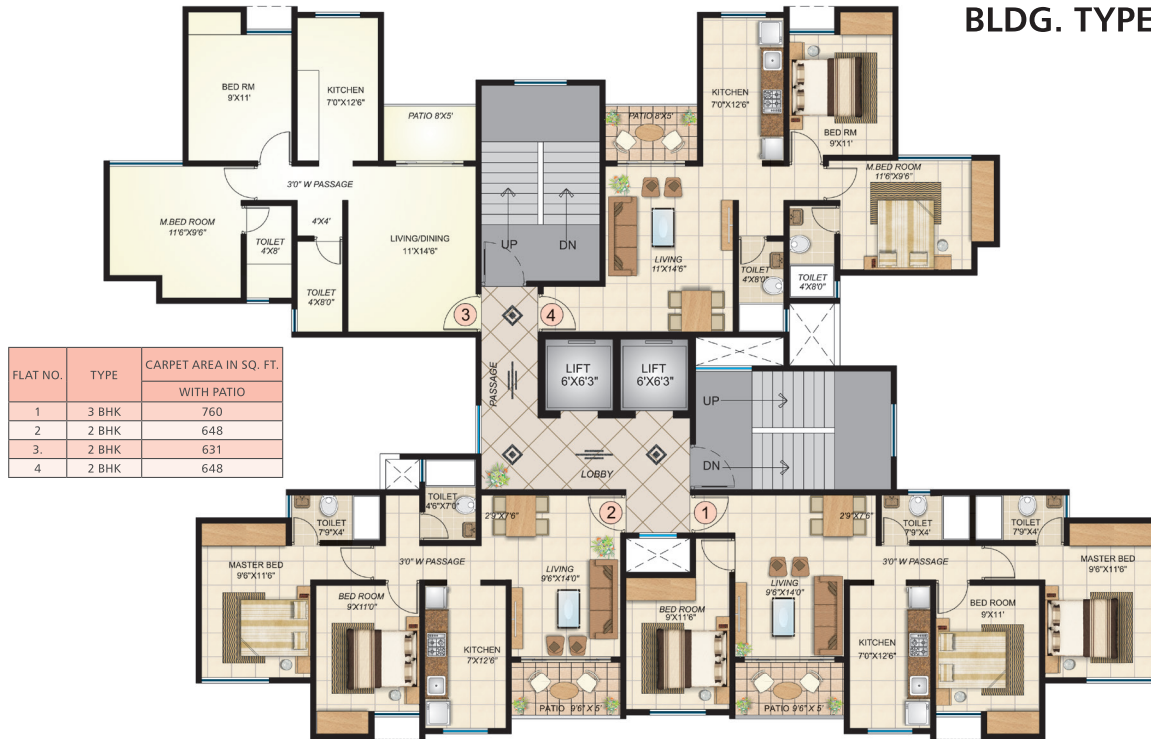 BLDG. TYPE
BED RM
9'X11'
KITCHEN
7'0"X12'6"
PATIO 8'X5'
3'0" W PASSAGE
M.BED ROOM
11'6"X9'6"
TOILET
4'X8'
4'X4'
TOILET
4'X8'0"
LIVING/DINING
11'X14'6"
UP
DN
PATIO 8'X5'
KITCHEN
7'0"X12'6"
BED RM
9'X11'
M.BED ROOM
11'6"X9'6"
LIVING
11'X14'6"
TOILET
4'X8'0"
TOILET
4'X8'0"
3
4
FLAT NO.
TYPE
CARPET AREA IN SQ. FT.
WITH PATIO
1 3 BHK 760
2 2 BHK 648
3. 2 BHK 631
4 2 BHK 648
PASSAGE
LIFT
6'X6'3"
LIFT
6'X6'3"
UP
DN
LOBBY
TOILET
7'9"X4'
TOILET
4'6"X7'0"
2'9"X7'6"
2
1
2'9"X7'6"
TOILET
7'9"X4'
TOILET
7'9"X4'
MASTER BED
9'6"X11'6"
3'0" W PASSAGE
BED ROOM
9'X11'0"
KITCHEN
7'X12'6"
LIVING
9'6"X14'0"
PATIO 9'6" X 5'
BED ROOM
9'X11'6"
LIVING
9'6"X14'0"
PATIO 9'6" X 5'
3'0" W PASSAGE
KITCHEN
7'0"X12'6"
BED ROOM
9'X11'
MASTER BED
9'6"X11'6"